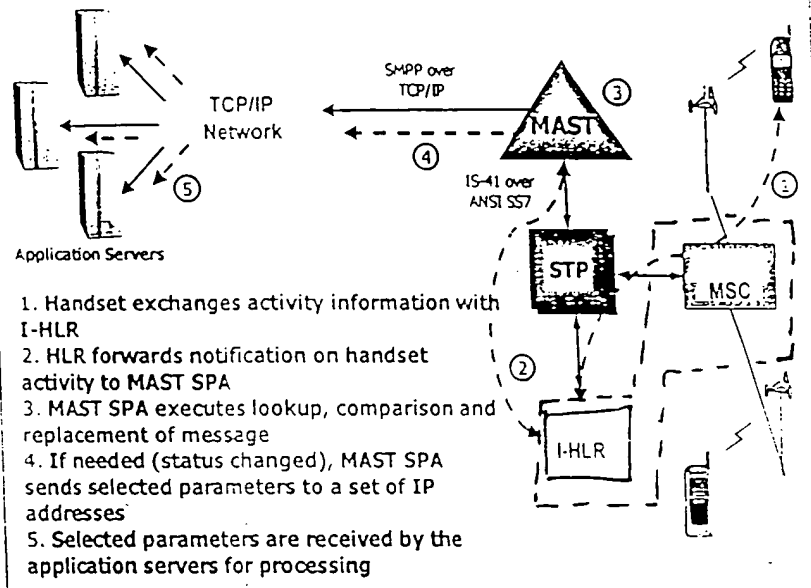 SMPP over
TCP/IP
TCP/IP
Network
MAST
3
4
5
1
IS-41 over
ANSI SS7
Application Servers
STP
MSC
2
I-HLR
1. Handset exchanges activity information with
I-HLR
2. HLR forwards notification on handset
activity to MAST SPA
3. MAST SPA executes lookup, comparison and
replacement of message
4. If needed (status changed), MAST SPA
sends selected parameters to a set of IP
addresses
5. Selected parameters are received by the
application servers for processing